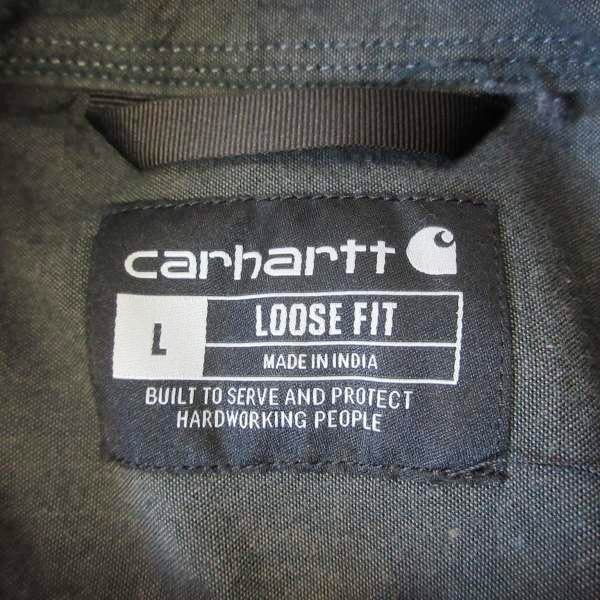 carhartt
L
LOOSE FIT
MADE IN INDIA
BUILT TO SERVE AND PROTECT
HARDWORKING PEOPLE